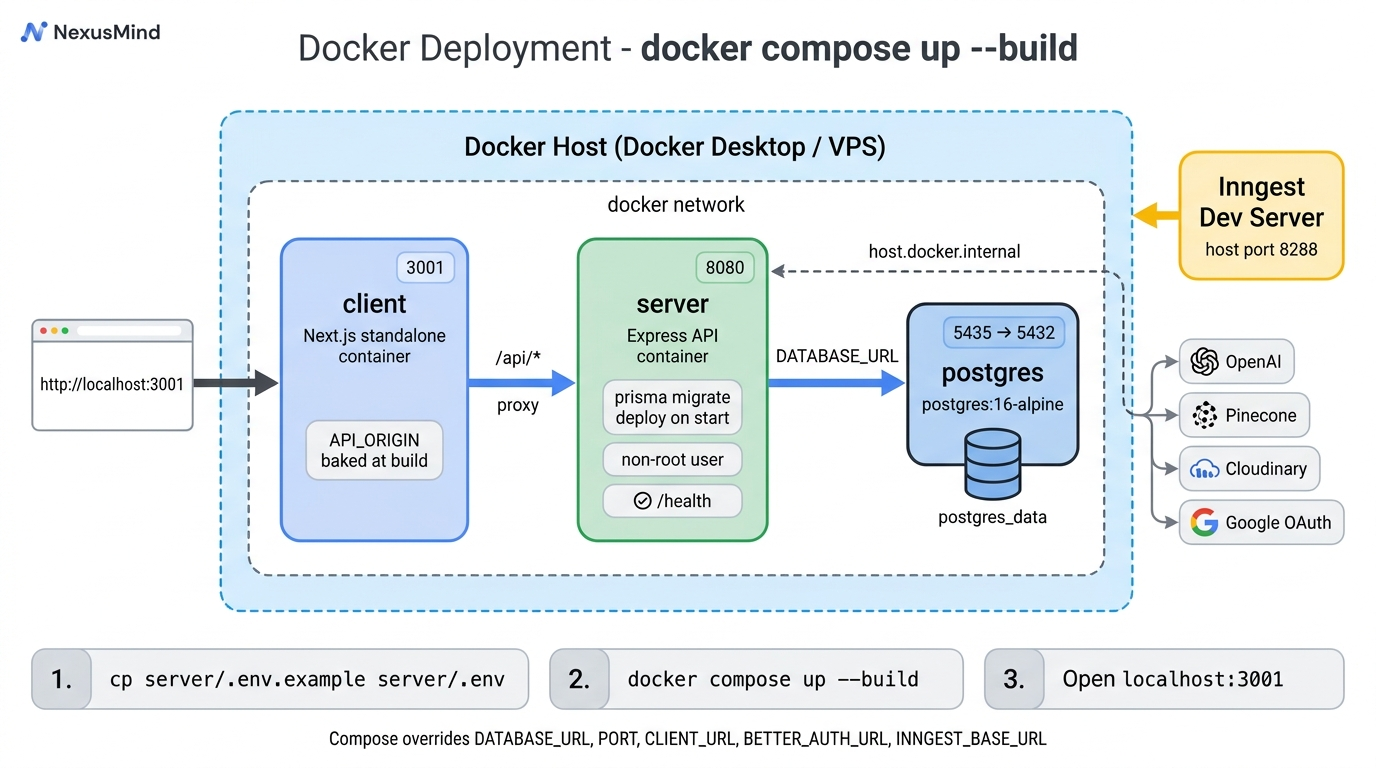 NexusMind
Docker Deployment - docker compose up --build
Docker Host (Docker Desktop / VPS)
docker network
Inngest
Dev Server
host port 8288
host.docker.internal
http://localhost:3001
3001
client
Next.js standalone
container
API_ORIGIN
baked at build
/api/*
proxy
8080
server
Express API
container
prisma migrate
deploy on start
non-root user
/health
DATABASE_URL
5435 → 5432
postgres
postgres:16-alpine
postgres_data
OpenAI
Pinecone
Cloudinary
Google OAuth
1. cp server/.env.example server/.env
2. docker compose up --build
3. Open localhost:3001
Compose overrides DATABASE_URL, PORT, CLIENT_URL, BETTER_AUTH_URL, INNGEST_BASE_URL